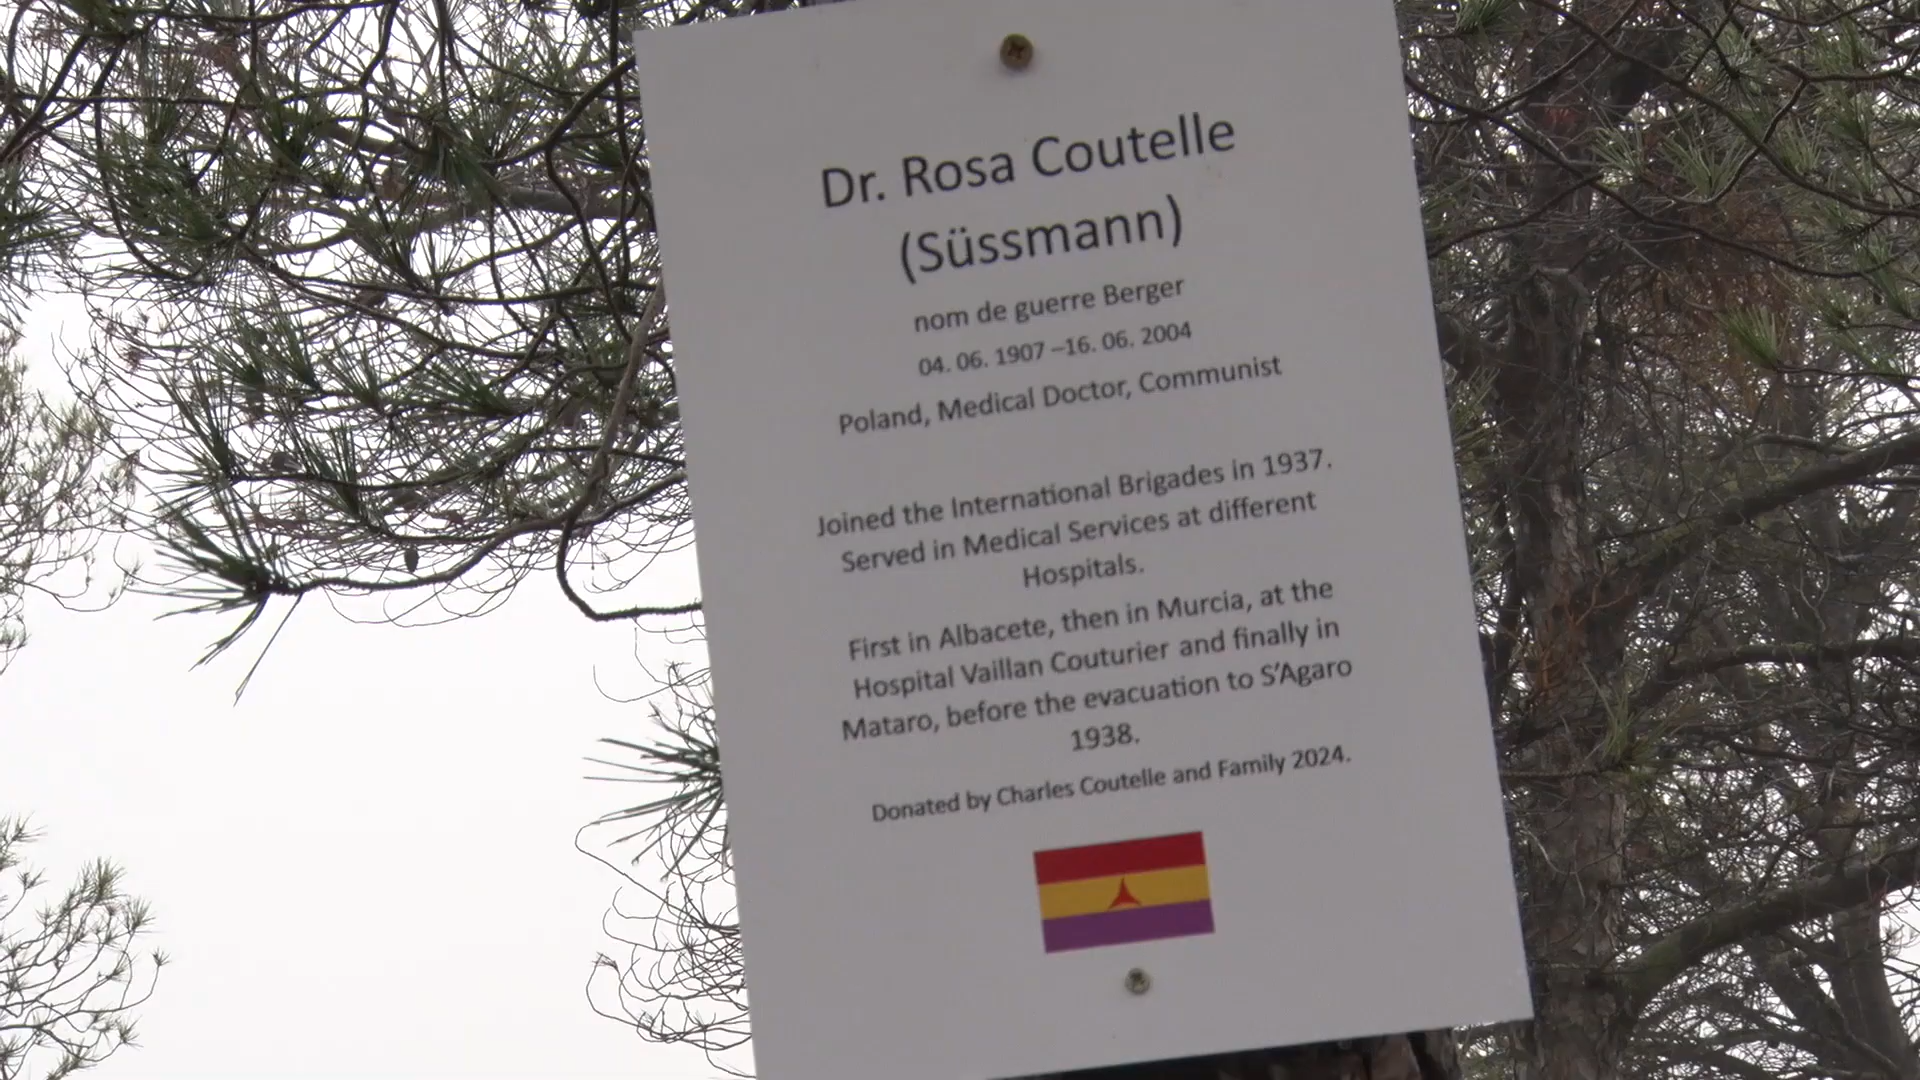 Dr. Rosa Coutelle
(Süssmann)
nom de guerre Berger
04. 06. 1907 –16. 06. 2004
Poland, Medical Doctor, Communist
Joined the International Brigades in 1937.
Served in Medical Services at different
Hospitals.
First in Albacete, then in Murcia, at the
Hospital Vaillan Couturier and finally in
Mataro, before the evacuation to S’Agaro
1938.
Donated by Charles Coutelle and Family 2024.